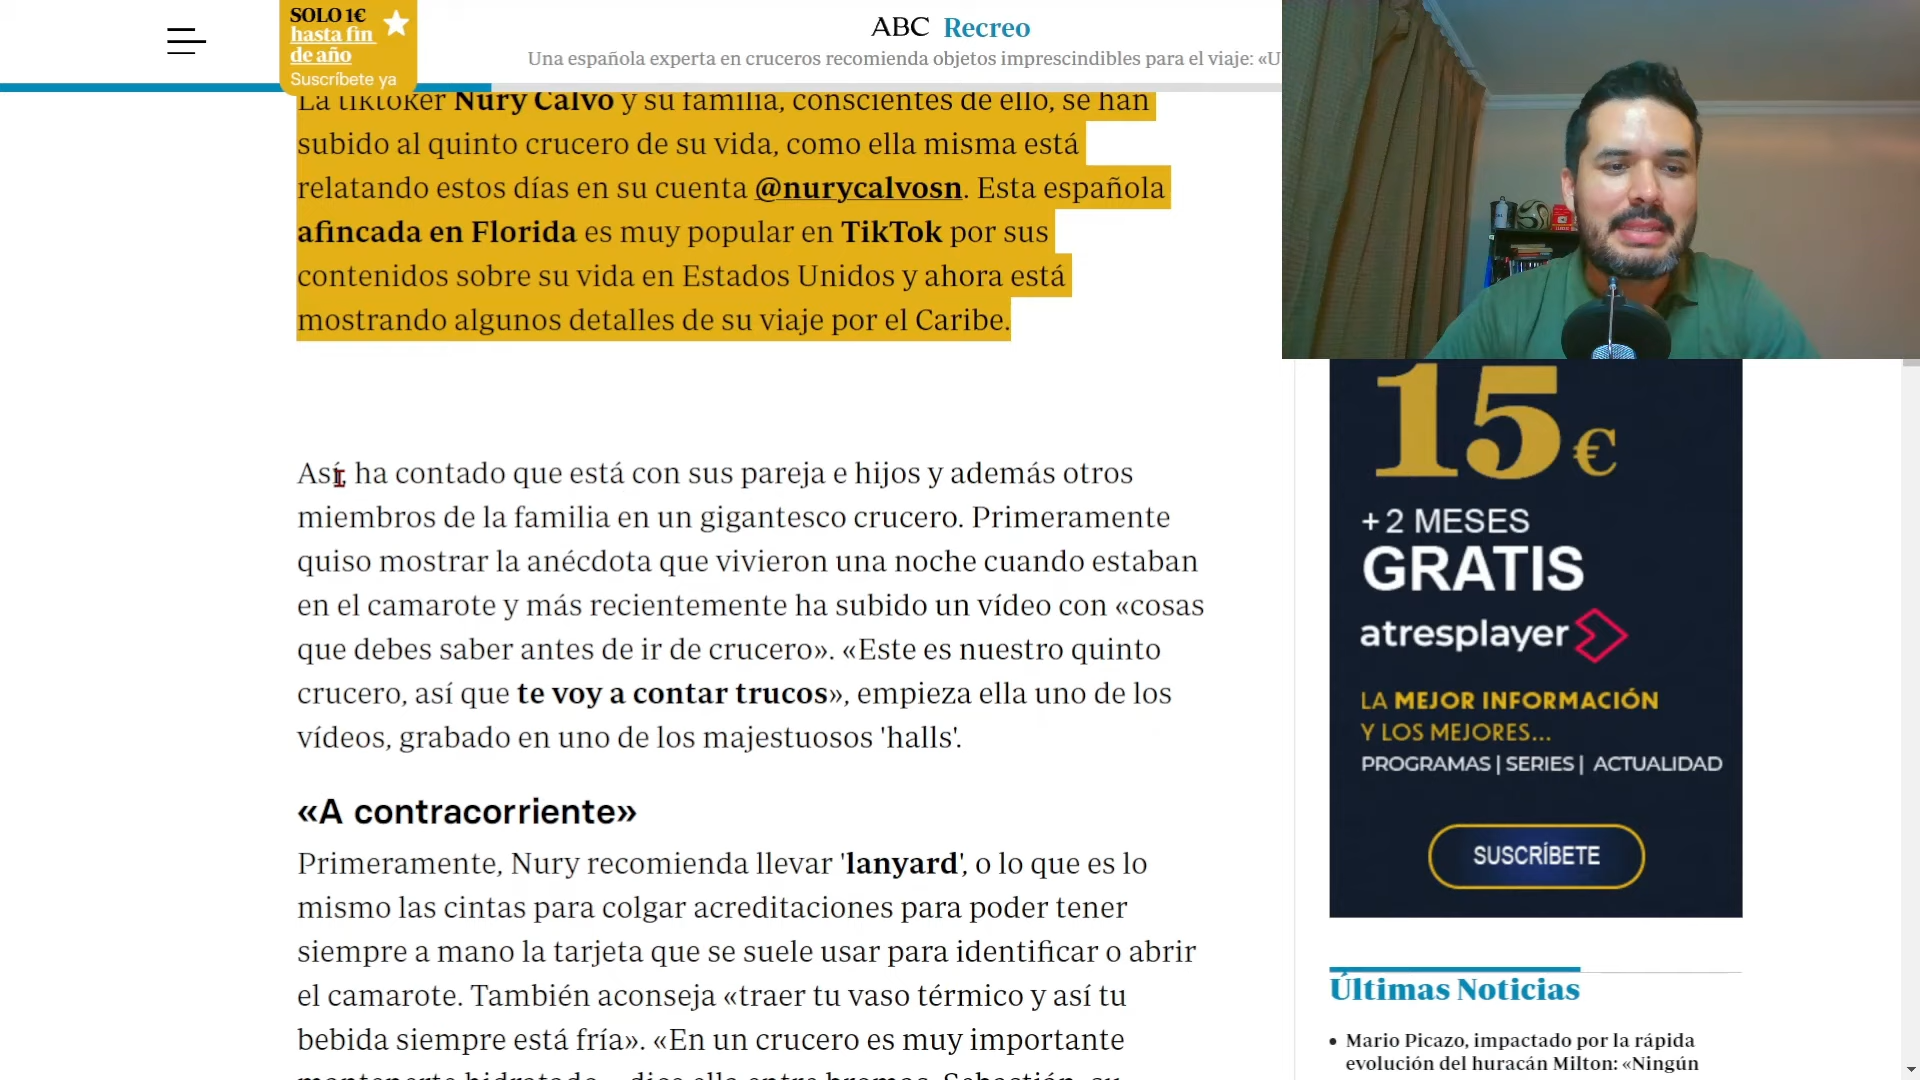 SOLO 1€
hasta fin
de año
Suscríbete ya
ABC Recreo
Una española experta en cruceros recomienda objetos imprescindibles para el viaje: «U
La tiktoker Nury Calvo y su familia, conscientes de ello, se han
subido al quinto crucero de su vida, como ella misma está
relatando estos días en su cuenta @nurycalvosn. Esta española
afincada en Florida es muy popular en TikTok por sus
contenidos sobre su vida en Estados Unidos y ahora está
mostrando algunos detalles de su viaje por el Caribe.
Así, ha contado que está con sus pareja e hijos y además otros
miembros de la familia en un gigantesco crucero. Primeramente
quiso mostrar la anécdota que vivieron una noche cuando estaban
en el camarote y más recientemente ha subido un vídeo con «cosas
que debes saber antes de ir de crucero». «Este es nuestro quinto
crucero, así que te voy a contar trucos», empieza ella uno de los
vídeos, grabado en uno de los majestuosos 'halls'.
«A contracorriente»
Primeramente, Nury recomienda llevar 'lanyard', o lo que es lo
mismo las cintas para colgar acreditaciones para poder tener
siempre a mano la tarjeta que se suele usar para identificar o abrir
el camarote. También aconseja «traer tu vaso térmico y así tu
bebida siempre está fría». «En un crucero es muy importante
15€
+2 MESES
GRATIS
atresplayer
LA MEJOR INFORMACIÓN
Y LOS MEJORES...
PROGRAMAS | SERIES | ACTUALIDAD
SUSCRÍBETE
Últimas Noticias
• Mario Picazo, impactado por la rápida
evolución del huracán Milton: «Ningún